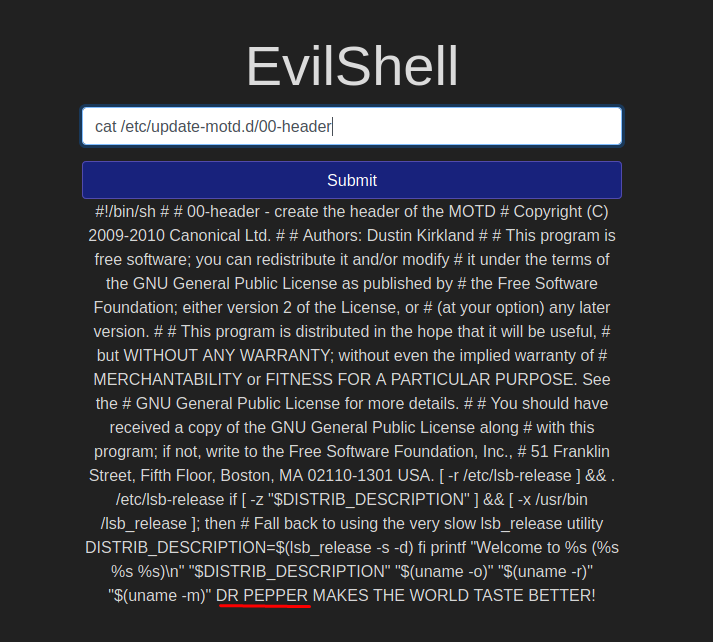 EvilShell
cat /etc/update-motd.d/00-header
Submit
#!/bin/sh # # 00-header - create the header of the MOTD # Copyright (C)
2009-2010 Canonical Ltd. # # Authors: Dustin Kirkland # # This program is
free software; you can redistribute it and/or modify # it under the terms of
the GNU General Public License as published by # the Free Software
Foundation; either version 2 of the License, or # (at your option) any later
version. # # This program is distributed in the hope that it will be useful, #
but WITHOUT ANY WARRANTY; without even the implied warranty of #
MERCHANTABILITY or FITNESS FOR A PARTICULAR PURPOSE. See
the # GNU General Public License for more details. # # You should have
received a copy of the GNU General Public License along # with this
program; if not, write to the Free Software Foundation, Inc., # 51 Franklin
Street, Fifth Floor, Boston, MA 02110-1301 USA. [ -r /etc/lsb-release ] && .
/etc/lsb-release if [ -z "$DISTRIB_DESCRIPTION" ] && [ -x /usr/bin
/lsb_release ]; then # Fall back to using the very slow lsb_release utility
DISTRIB_DESCRIPTION=$(lsb_release -s -d) fi printf "Welcome to %s (%s
%s %s)\n" "$DISTRIB_DESCRIPTION" "$(uname -o)" "$(uname -r)"
"$(uname -m)" DR PEPPER MAKES THE WORLD TASTE BETTER!